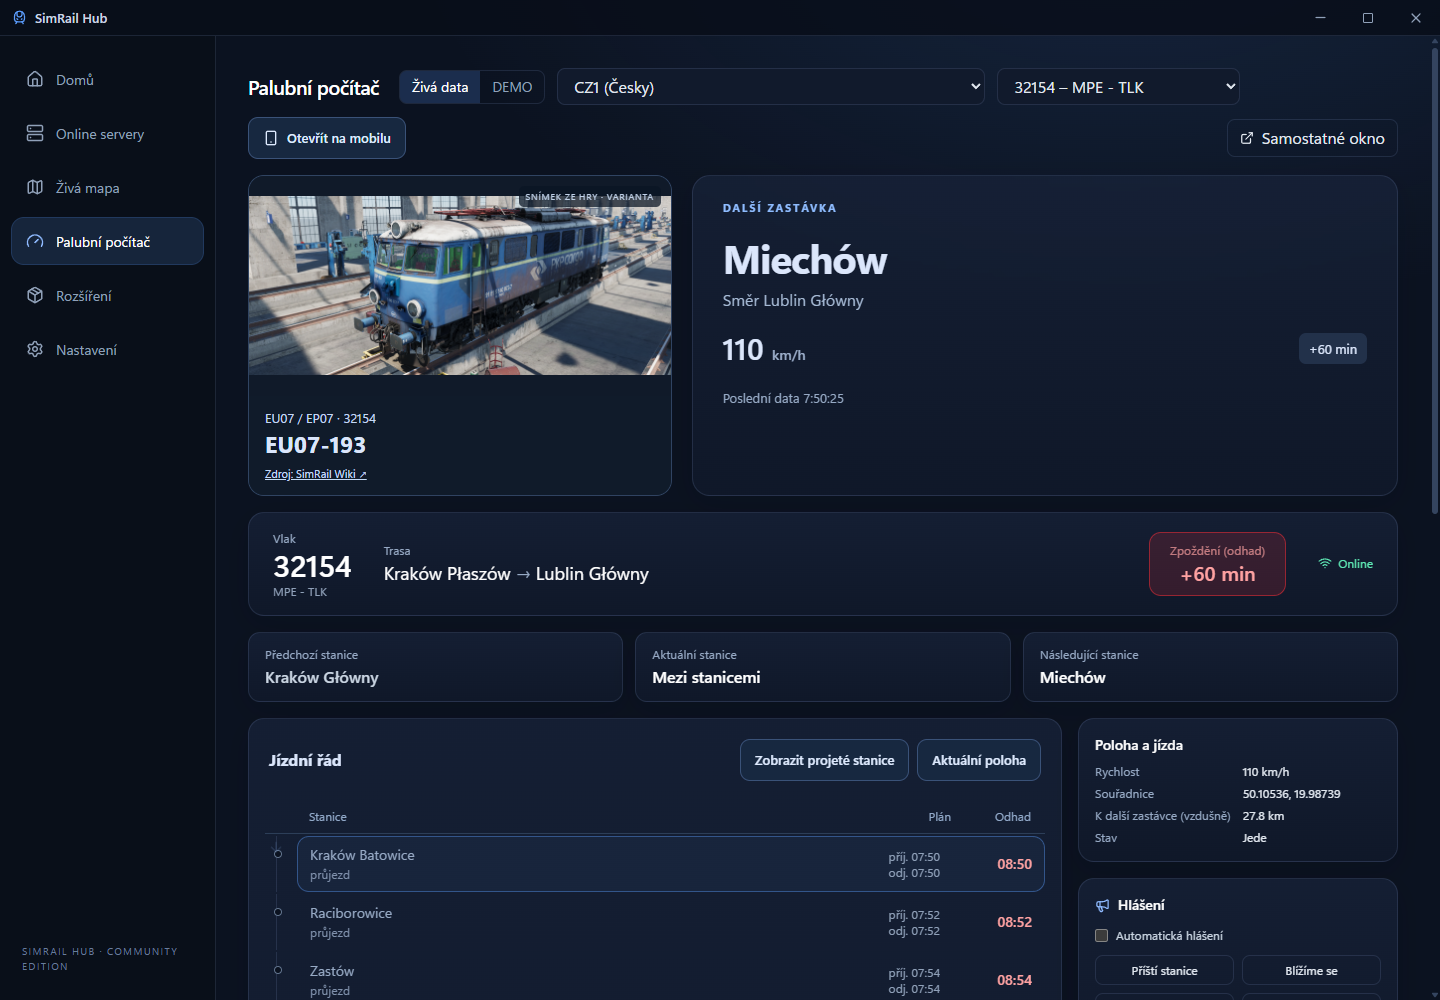 SimRail Hub
Domů
Online servery
Živá mapa
Palubní počítač
Rozšíření
Nastavení
SIMRAIL HUB · COMMUNITY
EDITION
Palubní počítač
Živá data
DEMO
CZ1 (Česky)
32154 – MPE - TLK
Otevřít na mobilu
Samostatné okno
SNÍMEK ZE HRY · VARIANTA
EU07 / EP07 · 32154
EU07-193
Zdroj: SimRail Wiki ↗
DALŠÍ ZASTÁVKA
Miechów
Směr Lublin Główny
110 km/h
+60 min
Poslední data 7:50:25
Vlak
32154
MPE - TLK
Trasa
Kraków Płaszów → Lublin Główny
Zpoždění (odhad)
+60 min
Online
Předchozí stanice
Kraków Główny
Aktuální stanice
Mezi stanicemi
Následující stanice
Miechów
Jízdní řád
Zobrazit projeté stanice
Aktuální poloha
Stanice
Plán
Odhad
Kraków Batowice
průjezd
příj. 07:50
odj. 07:50
08:50
Raciborowice
průjezd
příj. 07:52
odj. 07:52
08:52
Zastów
průjezd
příj. 07:54
odj. 07:54
08:54
Poloha a jízda
Rychlost 110 km/h
Souřadnice 50.10536, 19.98739
K další zastávce (vzdušně) 27.8 km
Stav Jede
Hlášení
Automatická hlášení
Příští stanice
Blížíme se